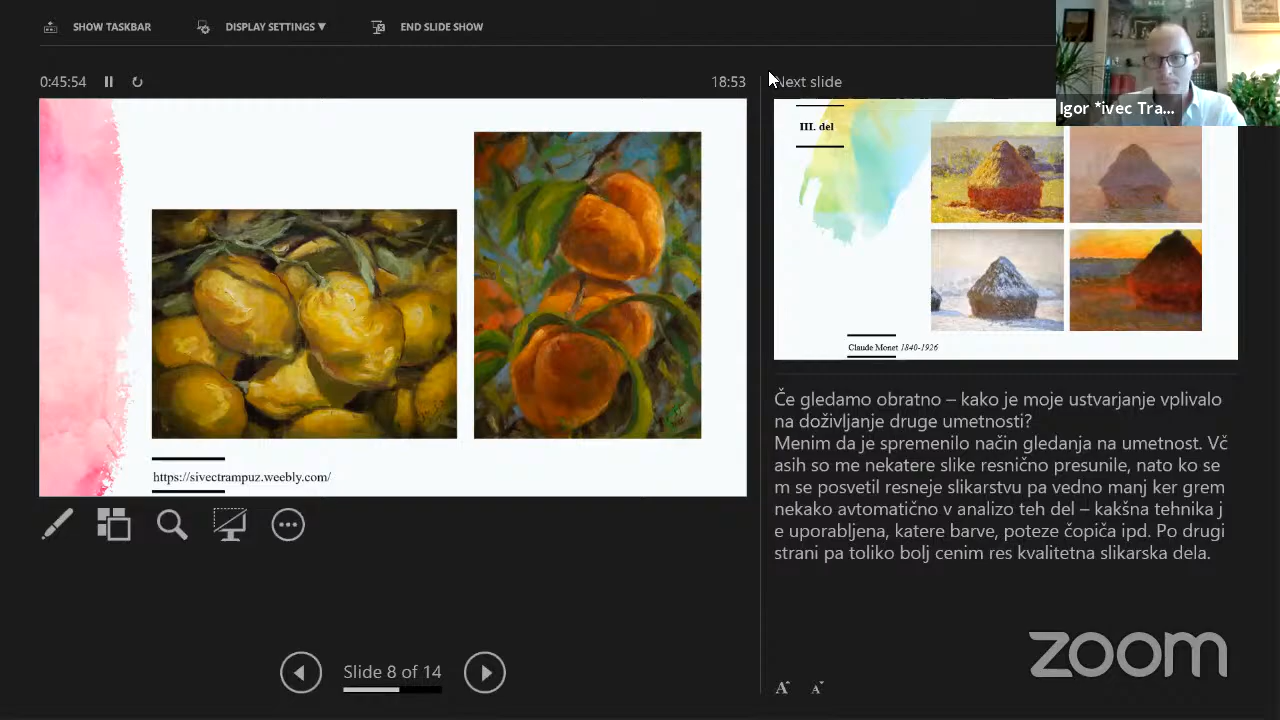 SHOW TASKBAR
DISPLAY SETTINGS ▼
END SLIDE SHOW
0:45:54
18:53
Next slide
Igor *ivec Tra...
III. del
Claude Monet 1840-1926
https://sivectrampuz.weebly.com/
Če gledamo obratno – kako je moje ustvarjanje vplivalo
na doživljanje druge umetnosti?
Menim da je spremenilo način gledanja na umetnost. Vč
asih so me nekatere slike resnično presunile, nato ko se
m se posvetil resneje slikarstvu pa vedno manj ker grem
nekako avtomatično v analizo teh del – kakšna tehnika j
e uporabljena, katere barve, poteze čopiča ipd. Po drugi
strani pa toliko bolj cenim res kvalitetna slikarska dela.
Slide 8 of 14
A A
zoom